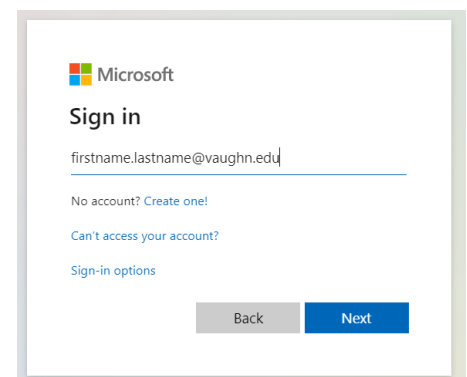 Microsoft
Sign in
firstname.lastname@vaughn.edu
No account? Create one!
Can't access your account?
Sign-in options
Back Next